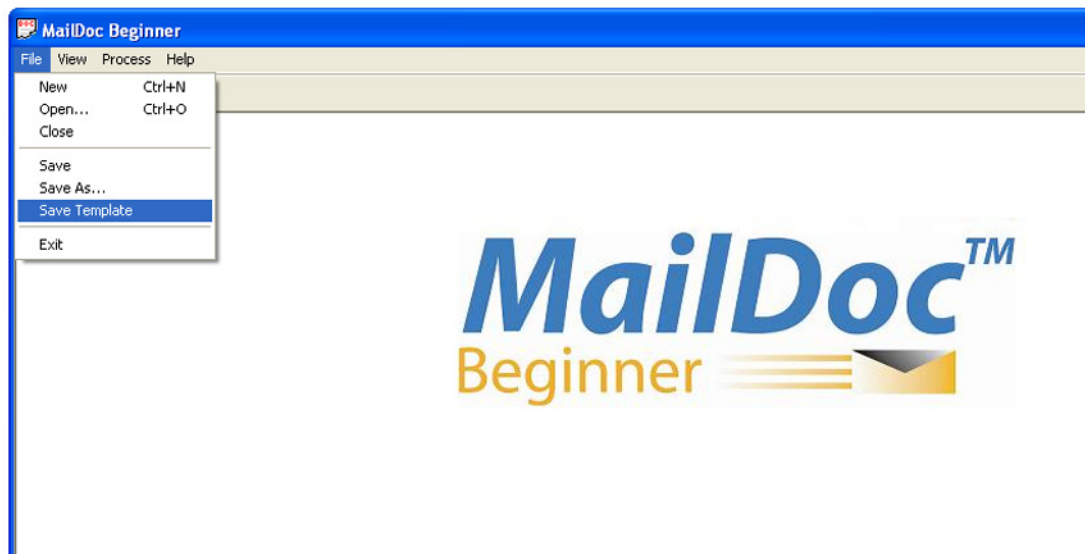 MailDoc Beginner
File View Process Help
New Ctrl+N
Open... Ctrl+O
Close
Save
Save As...
Save Template
Exit
MailDoc™
Beginner